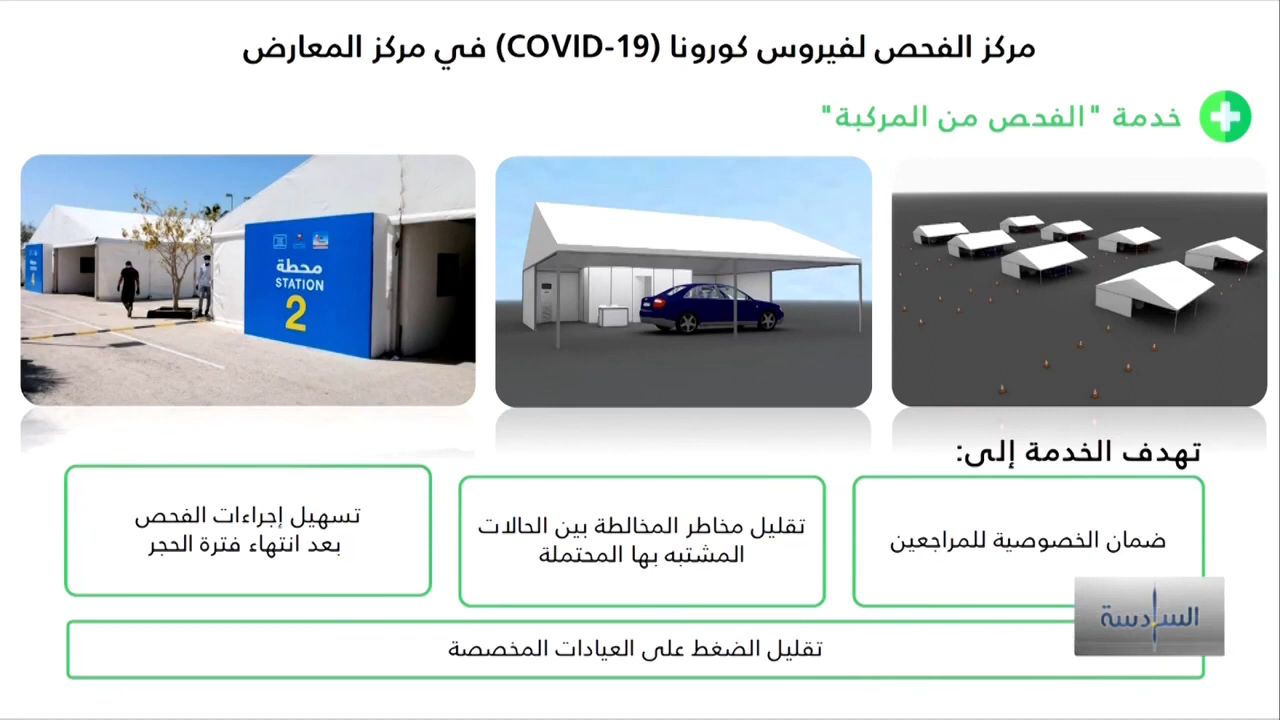 مركز الفحص لفيروس كورونا (COVID-19) في مركز المعارض
خدمة "الفحص من المركبة"
محطة
STATION
2
تهدف الخدمة إلى:
ضمان الخصوصية للمراجعين
تقليل مخاطر المخالطة بين الحالات
المشتبه بها المحتملة
تسهيل إجراءات الفحص
بعد انتهاء فترة الحجر
تقليل الضغط على العيادات المخصصة
السادسة